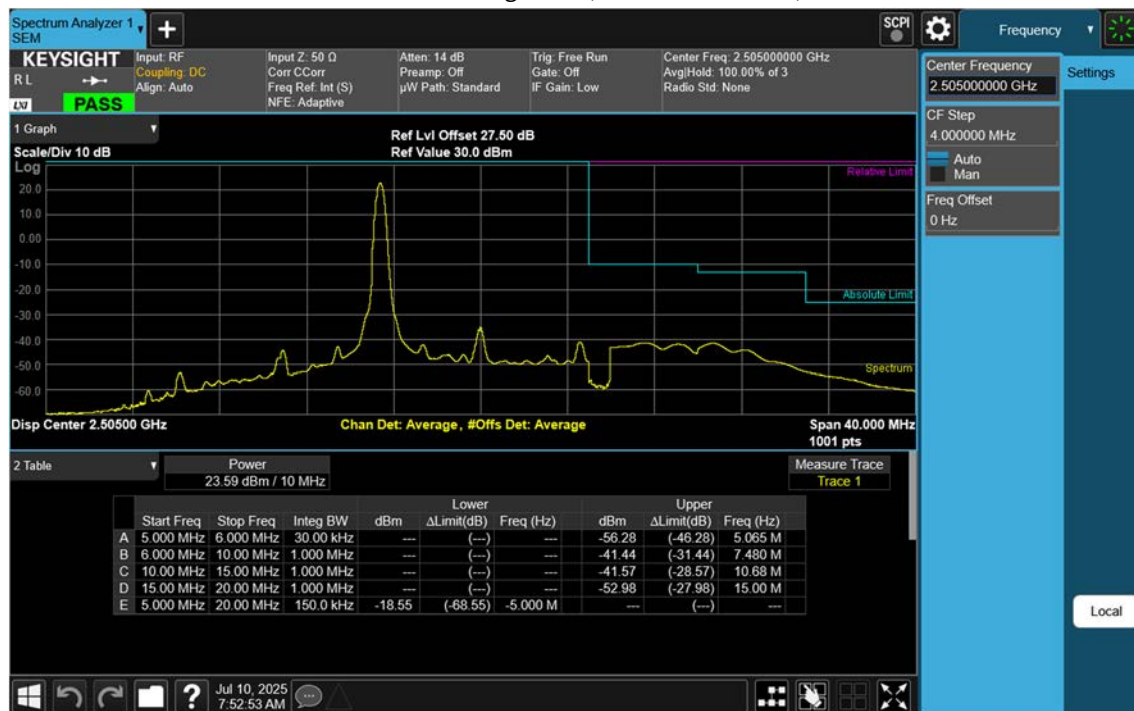 Spectrum Analyzer 1
SEM
+
SCPI
Frequency
KEYSIGHT
R L
LXI
PASS
Input: RF
Coupling: DC
Align: Auto
Input Z: 50 Ω
Corr CCorr
Freq Ref: Int (S)
NFE: Adaptive
Atten: 14 dB
Preamp: Off
µW Path: Standard
Trig: Free Run
Gate: Off
IF Gain: Low
Center Freq: 2.505000000 GHz
Avg|Hold: 100.00% of 3
Radio Std: None
Center Frequency
2.505000000 GHz
Settings
CF Step
4.000000 MHz
Auto
Man
Freq Offset
0 Hz
1 Graph
Scale/Div 10 dB
Ref Lvl Offset 27.50 dB
Ref Value 30.0 dBm
Log
Relative Limit
20.0
10.0
0.00
-10.0
-20.0
Absolute Limit
-30.0
-40.0
-50.0
Spectrum
-60.0
Disp Center 2.50500 GHz
Chan Det: Average, #Offs Det: Average
Span 40.000 MHz
1001 pts
2 Table
Power
23.59 dBm / 10 MHz
Measure Trace
Trace 1
Lower Upper
Start Freq Stop Freq Integ BW dBm ΔLimit(dB) Freq (Hz) dBm ΔLimit(dB) Freq (Hz)
A 5.000 MHz 6.000 MHz 30.00 kHz --- (---) --- -56.28 (-46.28) 5.065 M
B 6.000 MHz 10.00 MHz 1.000 MHz --- (---) --- -41.44 (-31.44) 7.480 M
C 10.00 MHz 15.00 MHz 1.000 MHz --- (---) --- -41.57 (-28.57) 10.68 M
D 15.00 MHz 20.00 MHz 1.000 MHz --- (---) --- -52.98 (-27.98) 15.00 M
E 5.000 MHz 20.00 MHz 150.0 kHz -18.55 (-68.55) -5.000 M --- (---) ---
Local
?
Jul 10, 2025
7:52:53 AM